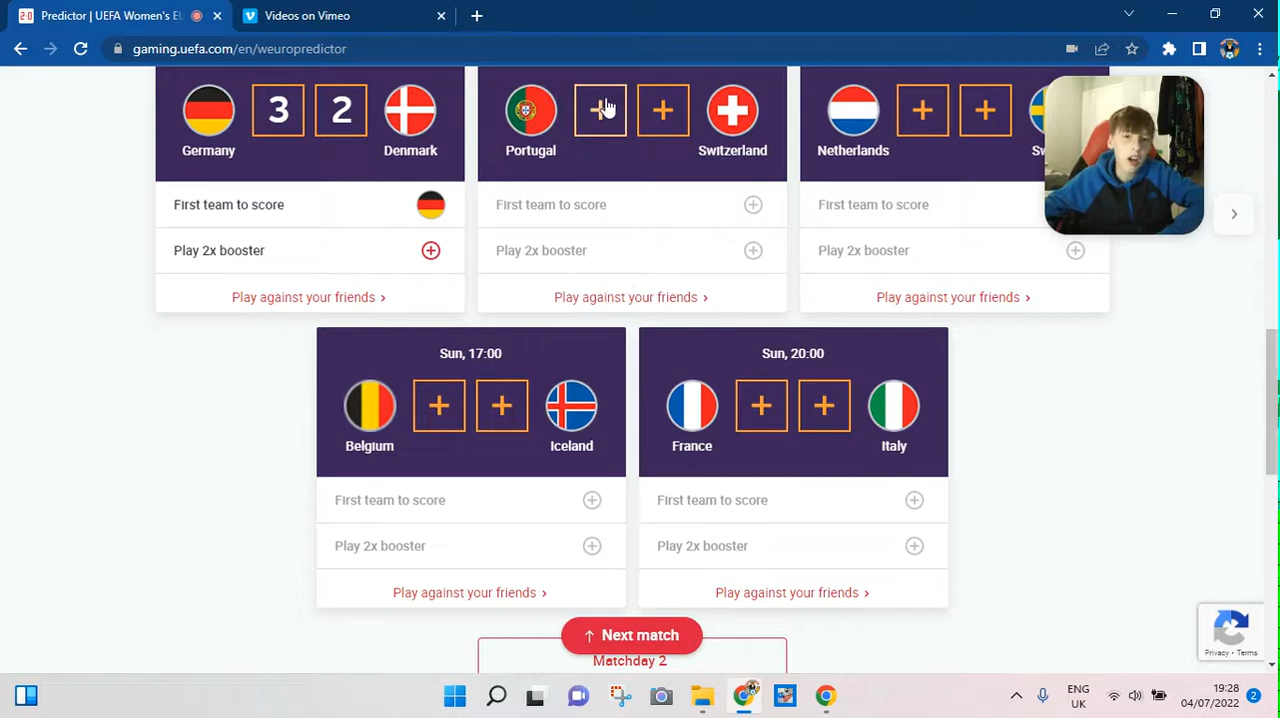 2:0 Predictor | UEFA Women's EU
Videos on Vimeo
gaming.uefa.com/en/weuropredictor
3 2
Germany Denmark
Portugal Switzerland
Netherlands Sw
First team to score
Play 2x booster
Play against your friends ›
First team to score
Play 2x booster
Play against your friends ›
First team to score
Play 2x booster
Play against your friends ›
Sun, 17:00
Belgium Iceland
First team to score
Play 2x booster
Play against your friends ›
Sun, 20:00
France Italy
First team to score
Play 2x booster
Play against your friends ›
↑ Next match
Matchday 2
Privacy - Terms
ENG
UK
19:28
04/07/2022
2